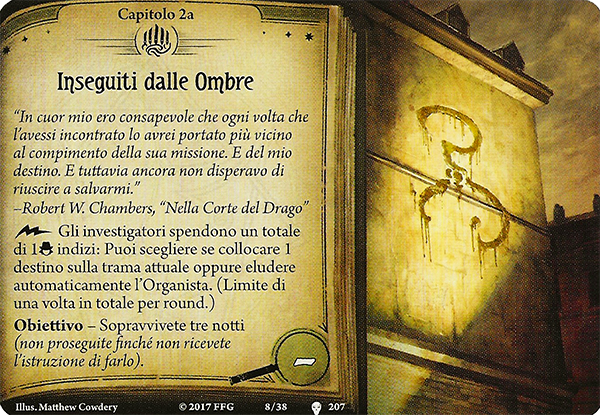 Capitolo 2a
Inseguiti dalle Ombre
“In cuor mio ero consapevole che ogni volta che
l’avessi incontrato lo avrei portato più vicino
al compimento della sua missione. E del mio
destino. E tuttavia ancora non disperavo di
riuscire a salvarmi.”
–Robert W. Chambers, “Nella Corte del Drago”
Gli investigatori spendono un totale
di 1 indizi: Puoi scegliere se collocare 1
destino sulla trama attuale oppure eludere
automaticamente l’Organista. (Limite di
una volta in totale per round.)
Obiettivo – Sopravvivete tre notti
(non proseguite finché non ricevete
l’istruzione di farlo).
–
Illus. Matthew Cowdery © 2017 FFG 8/38 207